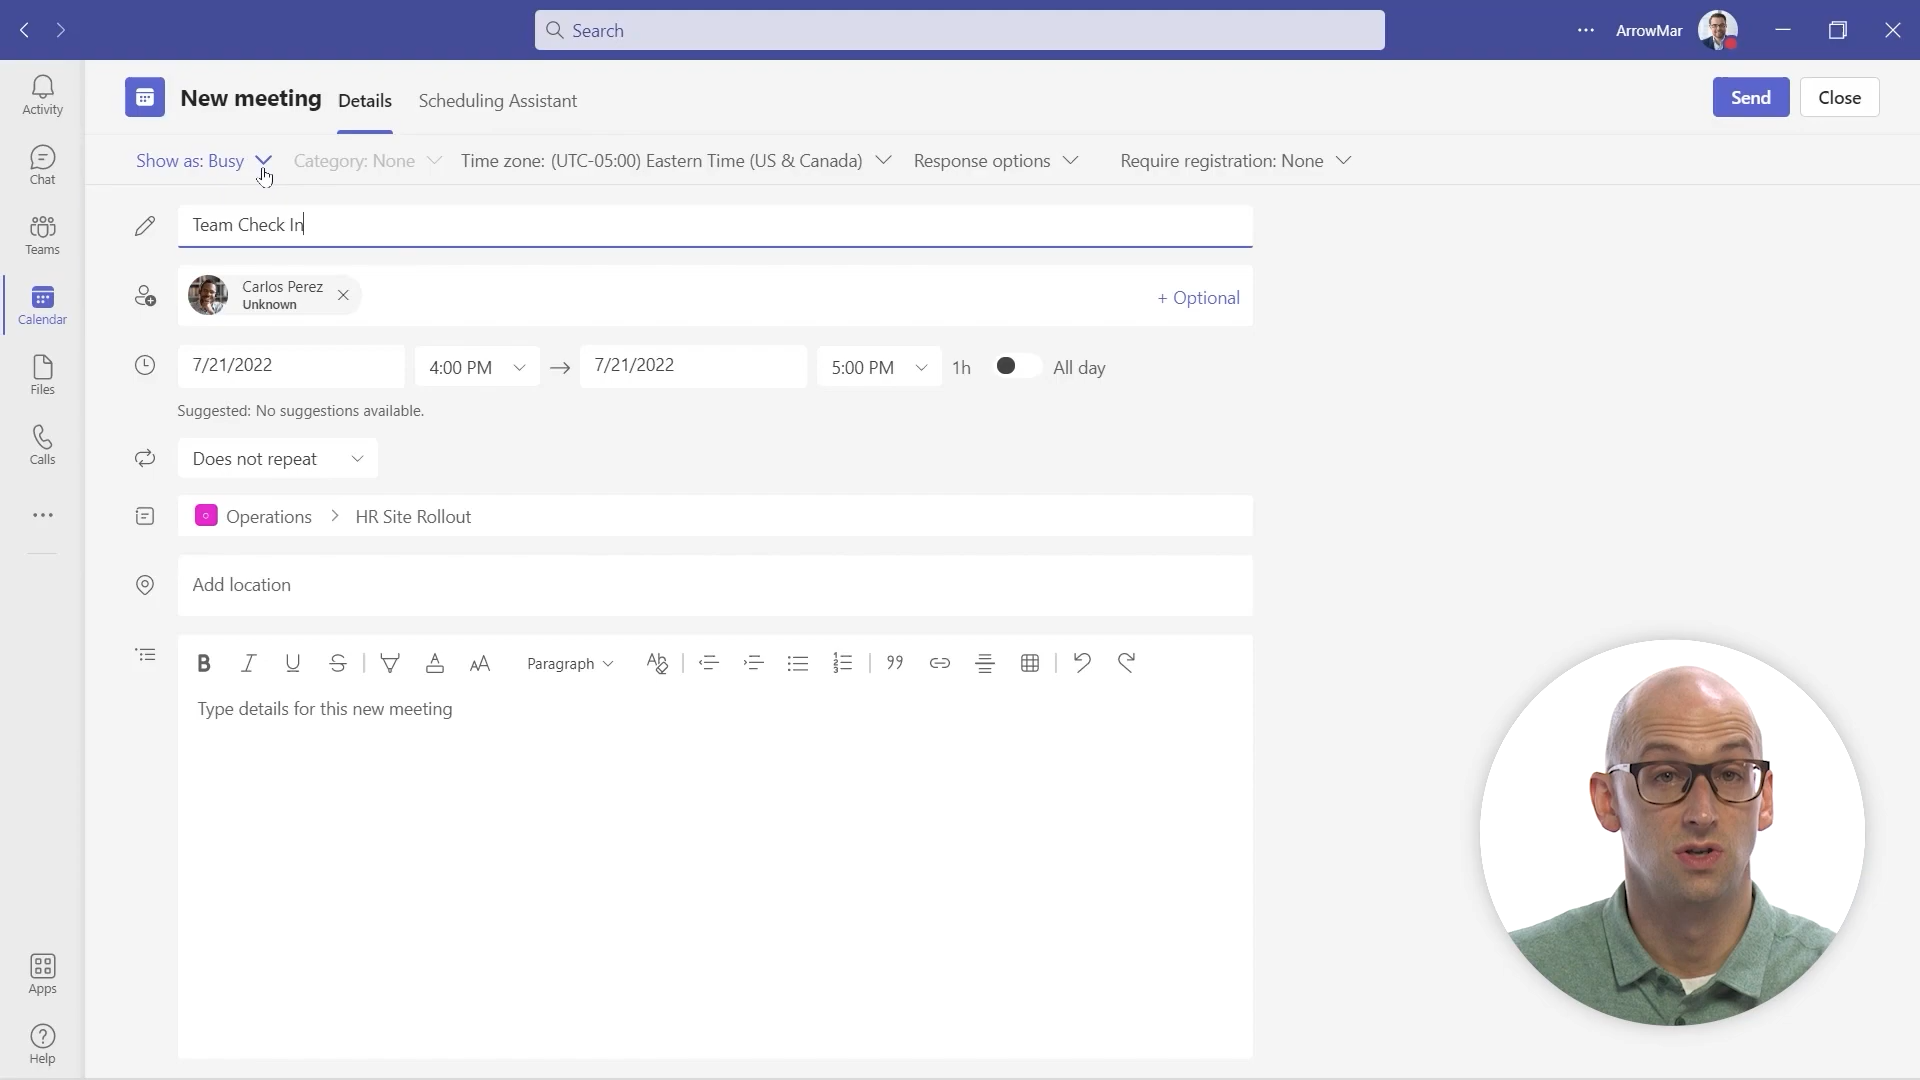 Search
ArrowMar
Activity
Chat
Teams
Calendar
Files
Calls
Apps
Help
New meeting
Details
Scheduling Assistant
Send
Close
Show as: Busy
Category: None
Time zone: (UTC-05:00) Eastern Time (US & Canada)
Response options
Require registration: None
Team Check In
Carlos Perez
Unknown
+ Optional
7/21/2022
4:00 PM
7/21/2022
5:00 PM
1h
All day
Suggested: No suggestions available.
Does not repeat
Operations > HR Site Rollout
Add location
Paragraph
Type details for this new meeting